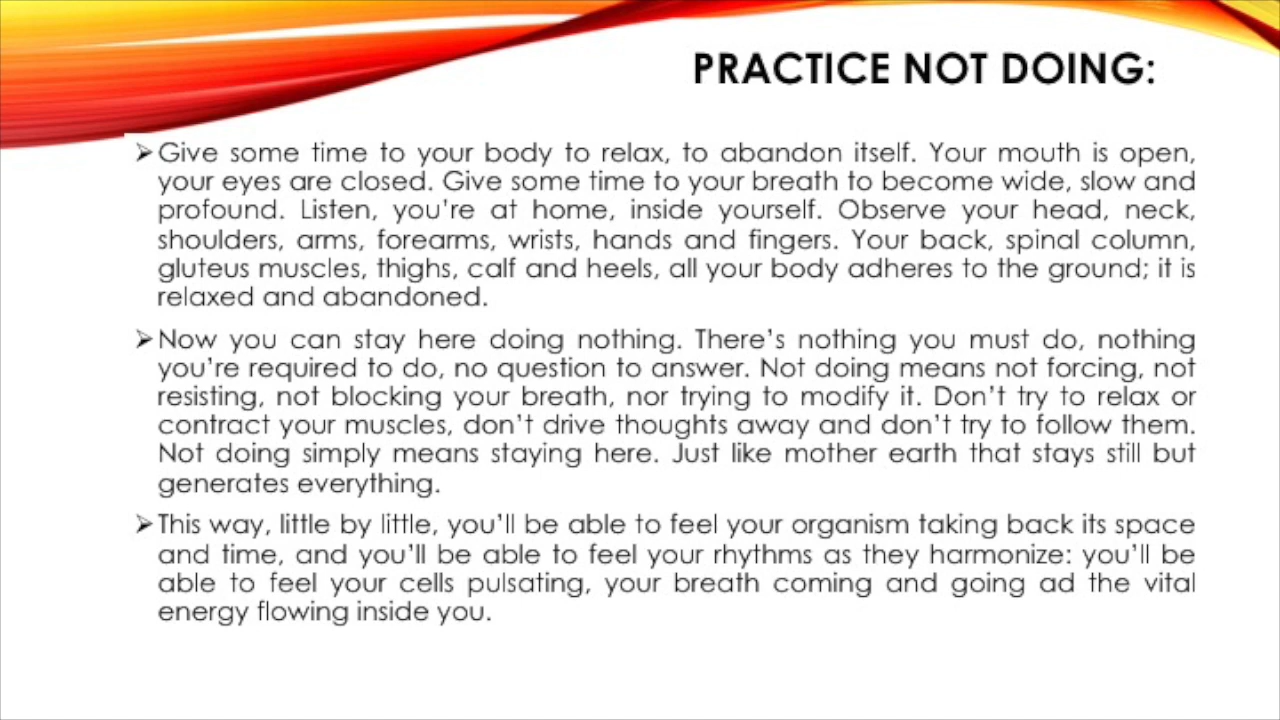 PRACTICE NOT DOING:
➢Give some time to your body to relax, to abandon itself. Your mouth is open,
your eyes are closed. Give some time to your breath to become wide, slow and
profound. Listen, you're at home, inside yourself. Observe your head, neck,
shoulders, arms, forearms, wrists, hands and fingers. Your back, spinal column,
gluteus muscles, thighs, calf and heels, all your body adheres to the ground; it is
relaxed and abandoned.
➢Now you can stay here doing nothing. There's nothing you must do, nothing
you're required to do, no question to answer. Not doing means not forcing, not
resisting, not blocking your breath, nor trying to modify it. Don't try to relax or
contract your muscles, don't drive thoughts away and don't try to follow them.
Not doing simply means staying here. Just like mother earth that stays still but
generates everything.
➢This way, little by little, you'll be able to feel your organism taking back its space
and time, and you'll be able to feel your rhythms as they harmonize: you'll be
able to feel your cells pulsating, your breath coming and going ad the vital
energy flowing inside you.